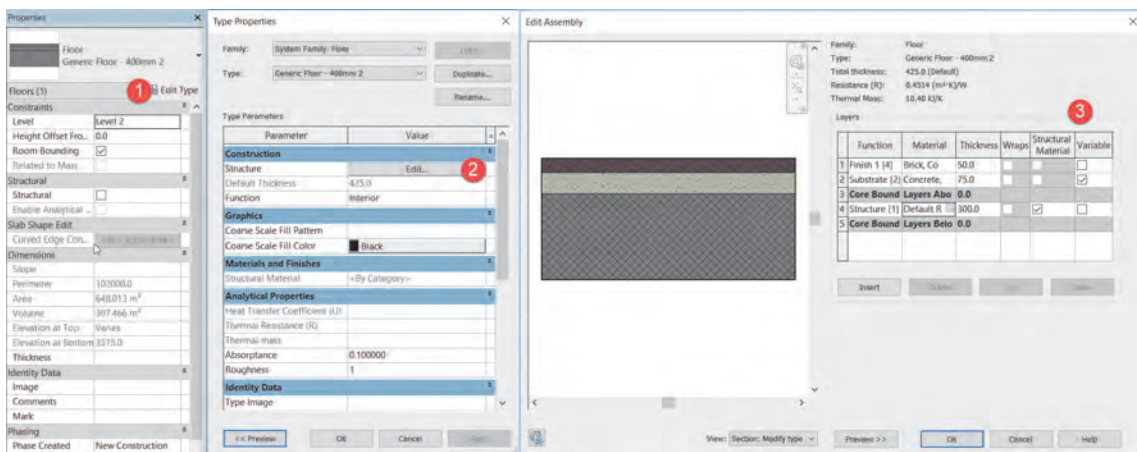 Properties
Floor
Generic Floor - 400mm 2
Floors (1)
1
Edit Type
Constraints
Level Level 2
Height Offset Fro... 0.0
Room Bounding
Related to Mass
Structural
Structural
Enable Analytical ...
Slab Shape Edit
Curved Edge Con...
Dimensions
Slope
Perimeter 102000.0
Area 648.013 m²
Volume 397.466 m³
Elevation at Top Varies
Elevation at Bottom 3575.0
Thickness
Identity Data
Image
Comments
Mark
Phasing
Phase Created New Construction
Type Properties
Family: System Family: Floor
Type: Generic Floor - 400mm 2
Duplicate...
Rename...
Type Parameters
Parameter Value
Construction
Structure Edit...
2
Default Thickness 425.0
Function Interior
Graphics
Coarse Scale Fill Pattern
Coarse Scale Fill Color Black
Materials and Finishes
Structural Material <By Category>
Analytical Properties
Heat Transfer Coefficient (U)
Thermal Resistance (R)
Thermal mass
Absorptance 0.100000
Roughness 1
Identity Data
Type Image
<< Preview OK Cancel
Edit Assembly
Family: Floor
Type: Generic Floor - 400mm 2
Total thickness: 425.0 (Default)
Resistance (R): 0.4514 (m²·K)/W
Thermal Mass: 10.40 kJ/K
3
Layers
Function Material Thickness Wraps Structural Material Variable
1 Finish 1 [4] Brick, Co 50.0
2 Substrate [2] Concrete, 75.0
3 Core Bound Layers Abo 0.0
4 Structure [1] Default R 300.0
5 Core Bound Layers Belo 0.0
Insert
View: Section: Modify type
Preview >> OK Cancel Help